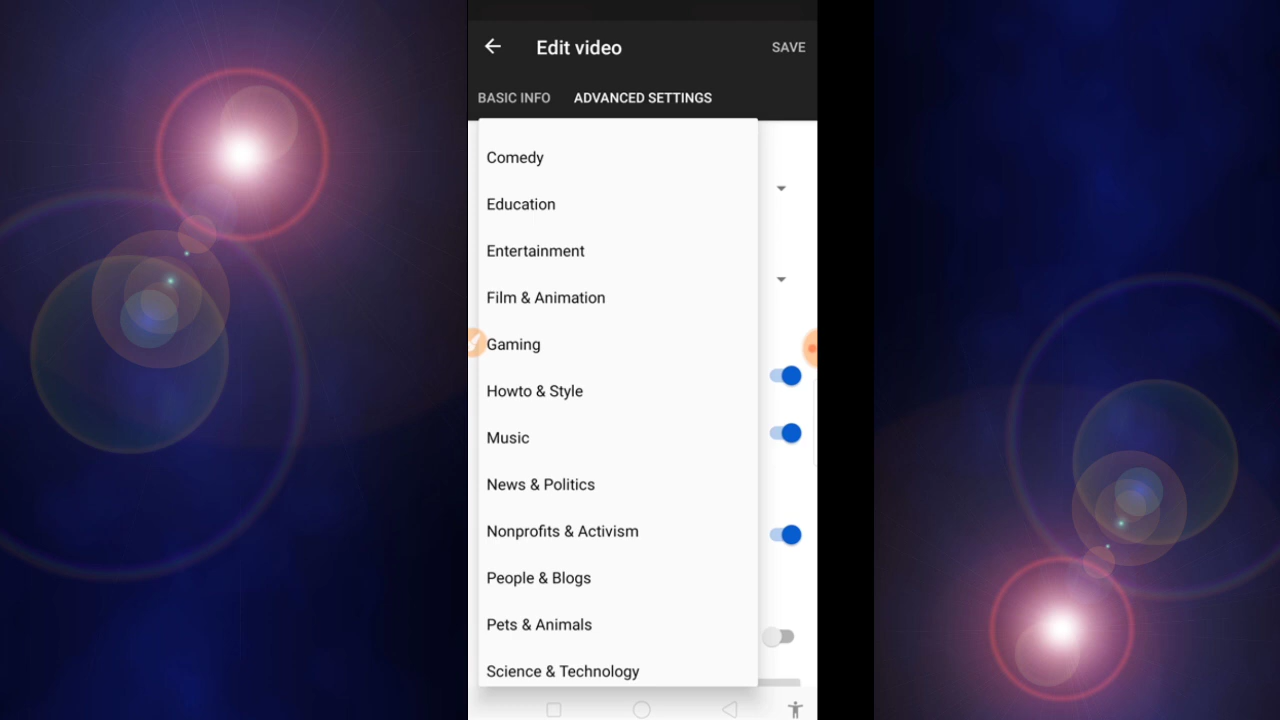 Edit video
SAVE
BASIC INFO
ADVANCED SETTINGS
Comedy
Education
Entertainment
Film & Animation
Gaming
Howto & Style
Music
News & Politics
Nonprofits & Activism
People & Blogs
Pets & Animals
Science & Technology